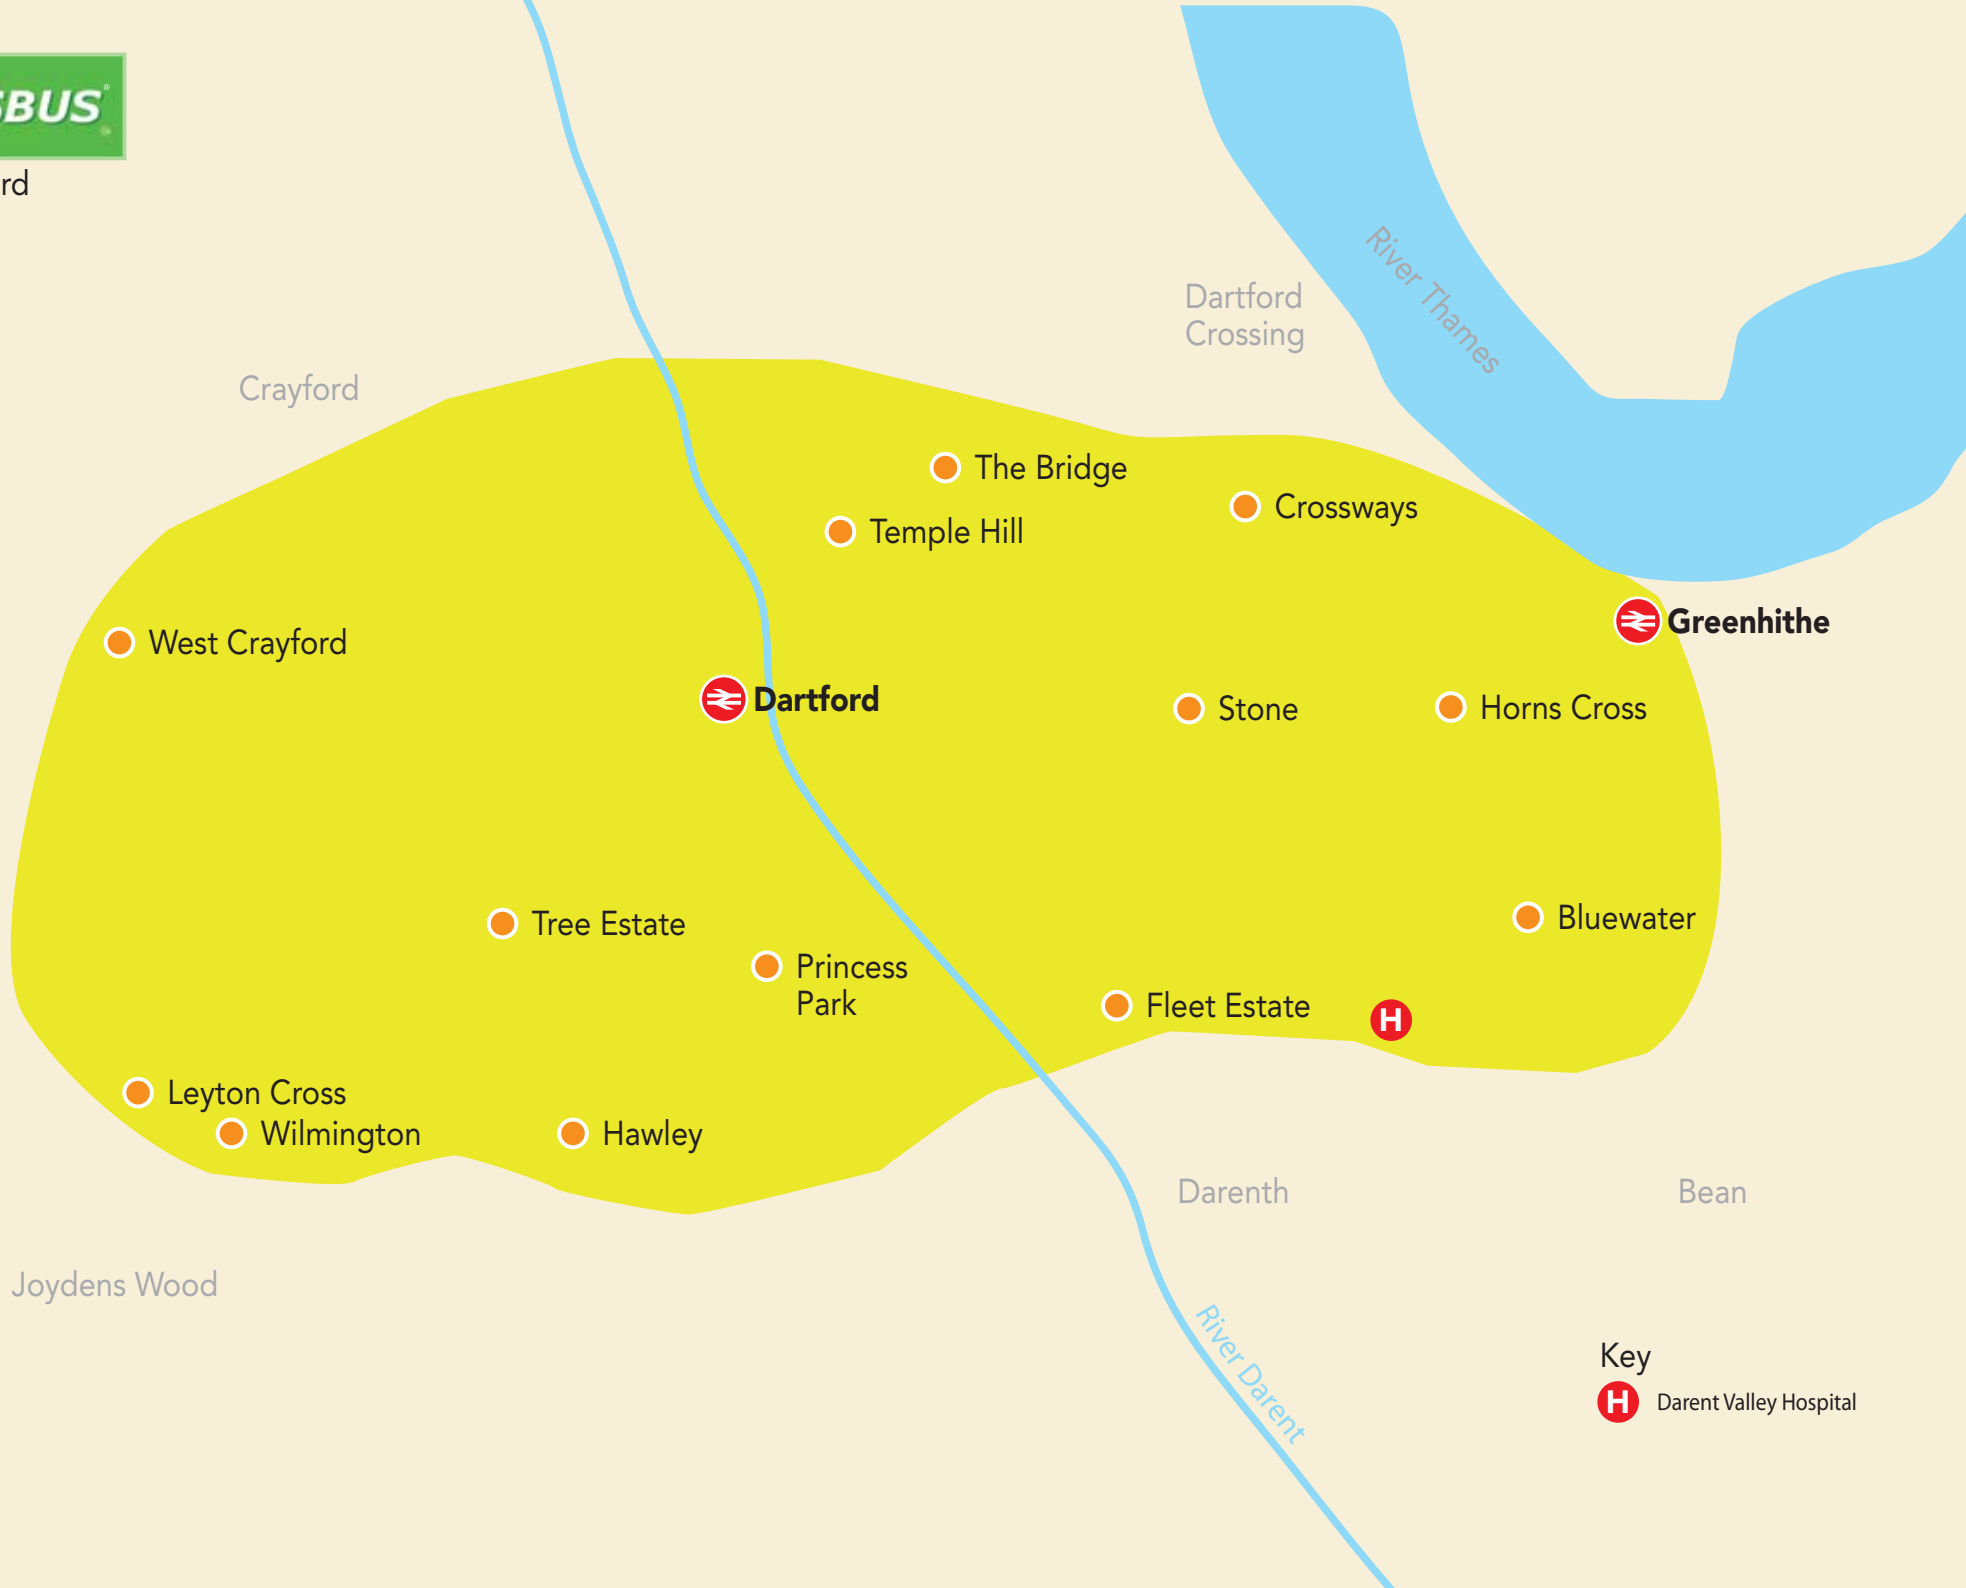 BUS
rd
River Thames
Dartford
Crossing
Crayford
The Bridge
Crossways
Temple Hill
Greenhithe
West Crayford
Dartford
Stone
Horns Cross
Bluewater
Tree Estate
Princess
Park
Fleet Estate
H
Leyton Cross
Wilmington
Hawley
Darenth
Bean
Joydens Wood
River Darent
Key
H Darent Valley Hospital